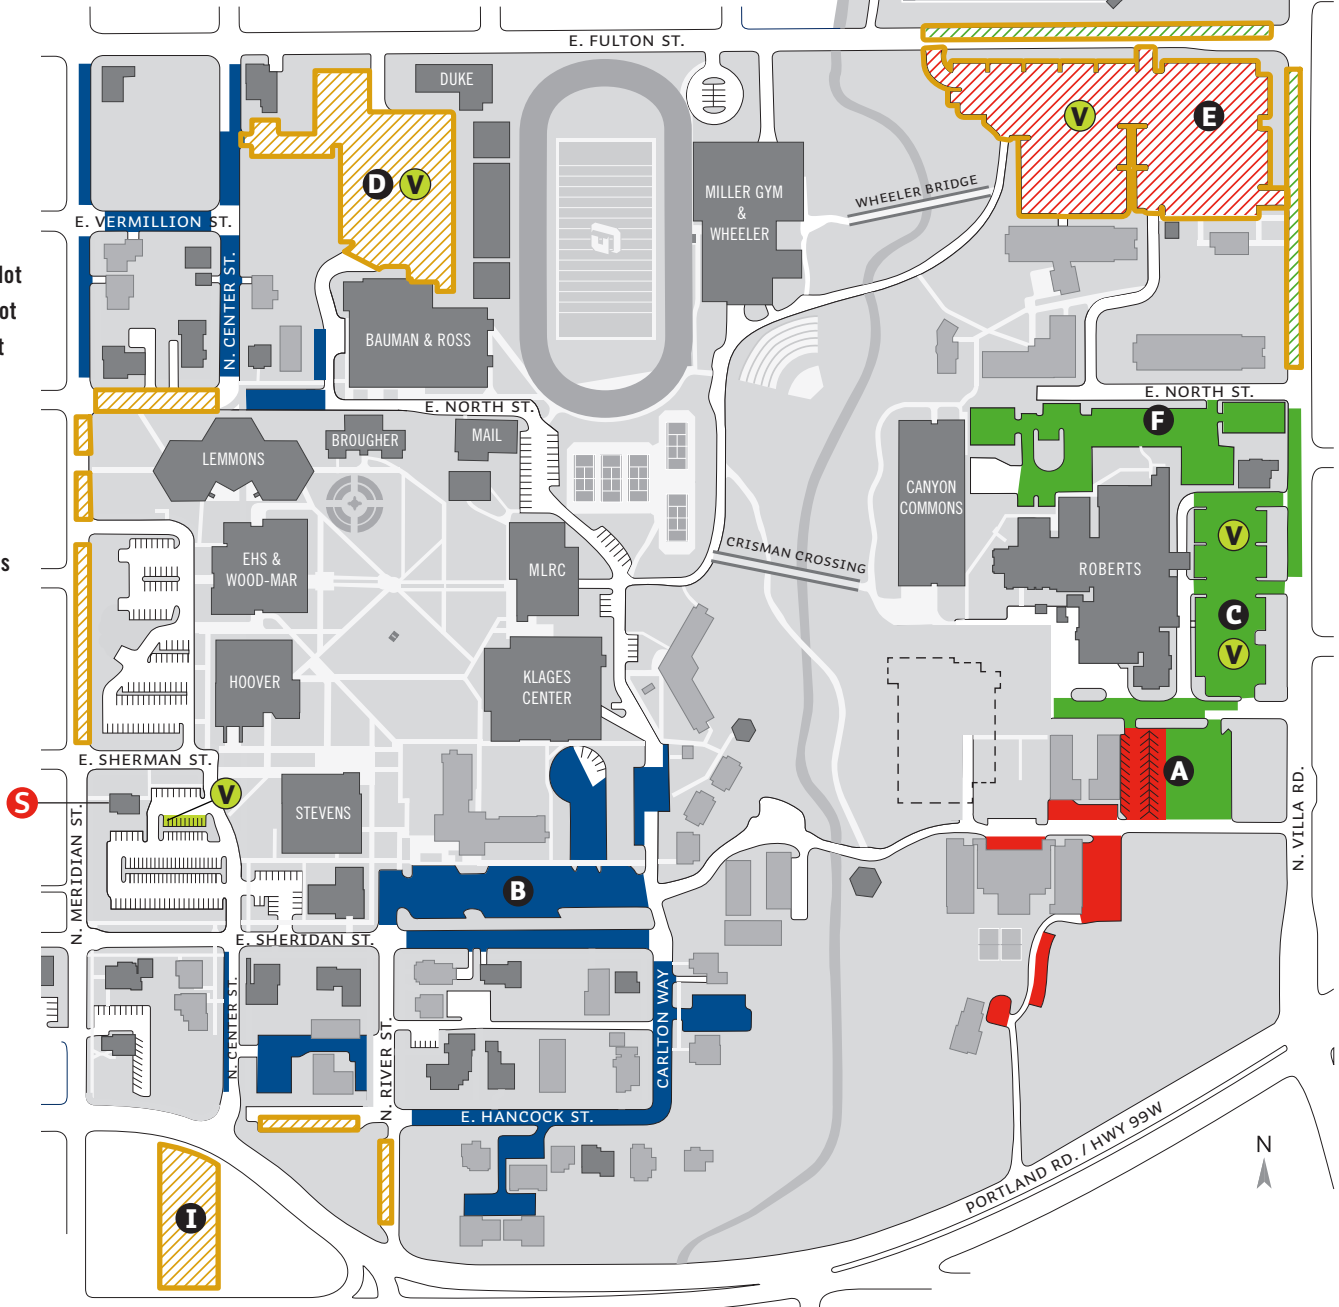 E. FULTON ST.
DUKE
V
E
D
V
MILLER GYM
&
WHEELER
WHEELER BRIDGE
E. VERMILLION ST.
N. CENTER ST.
lot
ot
t
BAUMAN & ROSS
E. NORTH ST.
E. NORTH ST.
F
LEMMONS
BROUGHER
MAIL
CANYON
COMMONS
CRISMAN CROSSING
V
s
EHS &
WOOD-MAR
MLRC
ROBERTS
C
V
HOOVER
KLAGES
CENTER
E. SHERMAN ST.
S
V
STEVENS
A
N. MERIDIAN ST.
N. VILLA RD.
B
E. SHERIDAN ST.
N. CENTER ST.
N. RIVER ST.
CARLTON WAY
E. HANCOCK ST.
PORTLAND RD. / HWY 99W
N
I